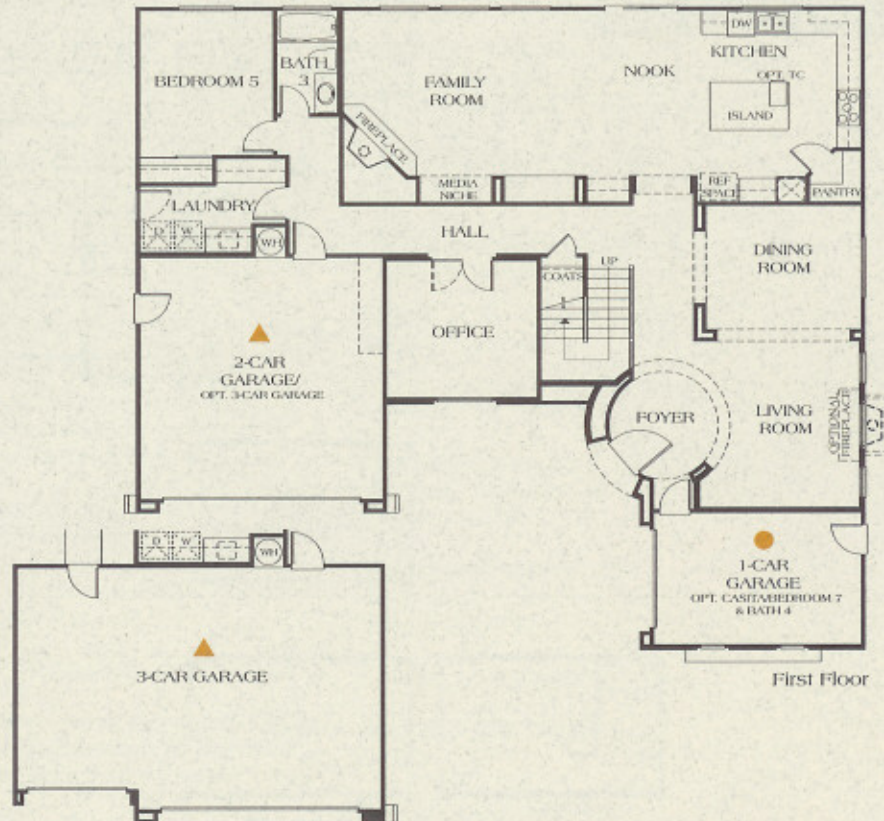 BEDROOM 5
BATH
3
FAMILY
ROOM
FIREPLACE
MEDIA
NICHE
NOOK
DW
KITCHEN
OPT. TC
ISLAND
REF
SPACE
PANTRY
LAUNDRY
D
W
WH
HALL
COATS
UP
DINING
ROOM
OFFICE
2-CAR
GARAGE/
OPT. 3-CAR GARAGE
FOYER
LIVING
ROOM
OPTIONAL
FIREPLACE
1-CAR
GARAGE
OPT. CASITA/BEDROOM 7
& BATH 4
First Floor
D
W
WH
3-CAR GARAGE